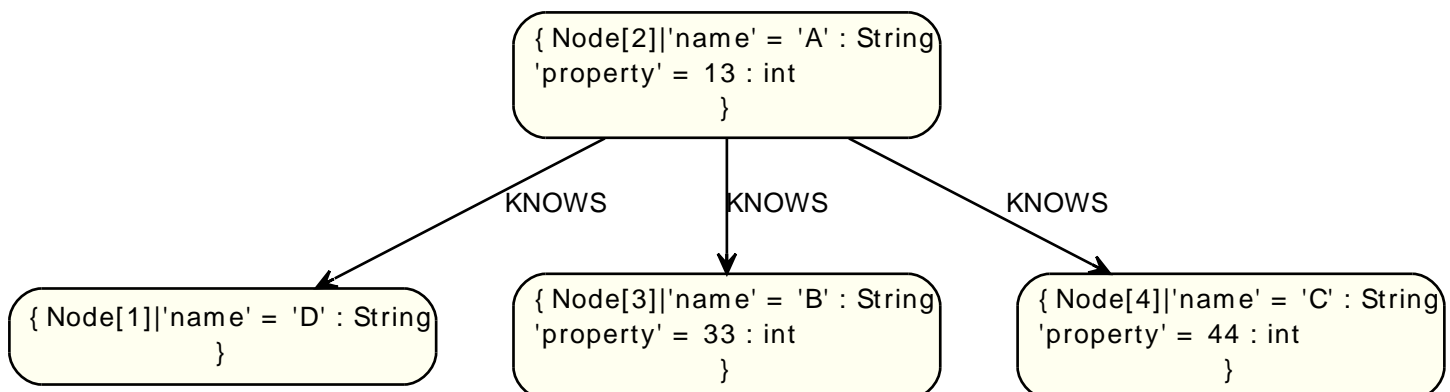 { Node[2]|'name' = 'A' : String
'property' = 13 : int
}
KNOWS
KNOWS
KNOWS
{ Node[1]|'name' = 'D' : String
}
{ Node[3]|'name' = 'B' : String
'property' = 33 : int
}
{ Node[4]|'name' = 'C' : String
'property' = 44 : int
}